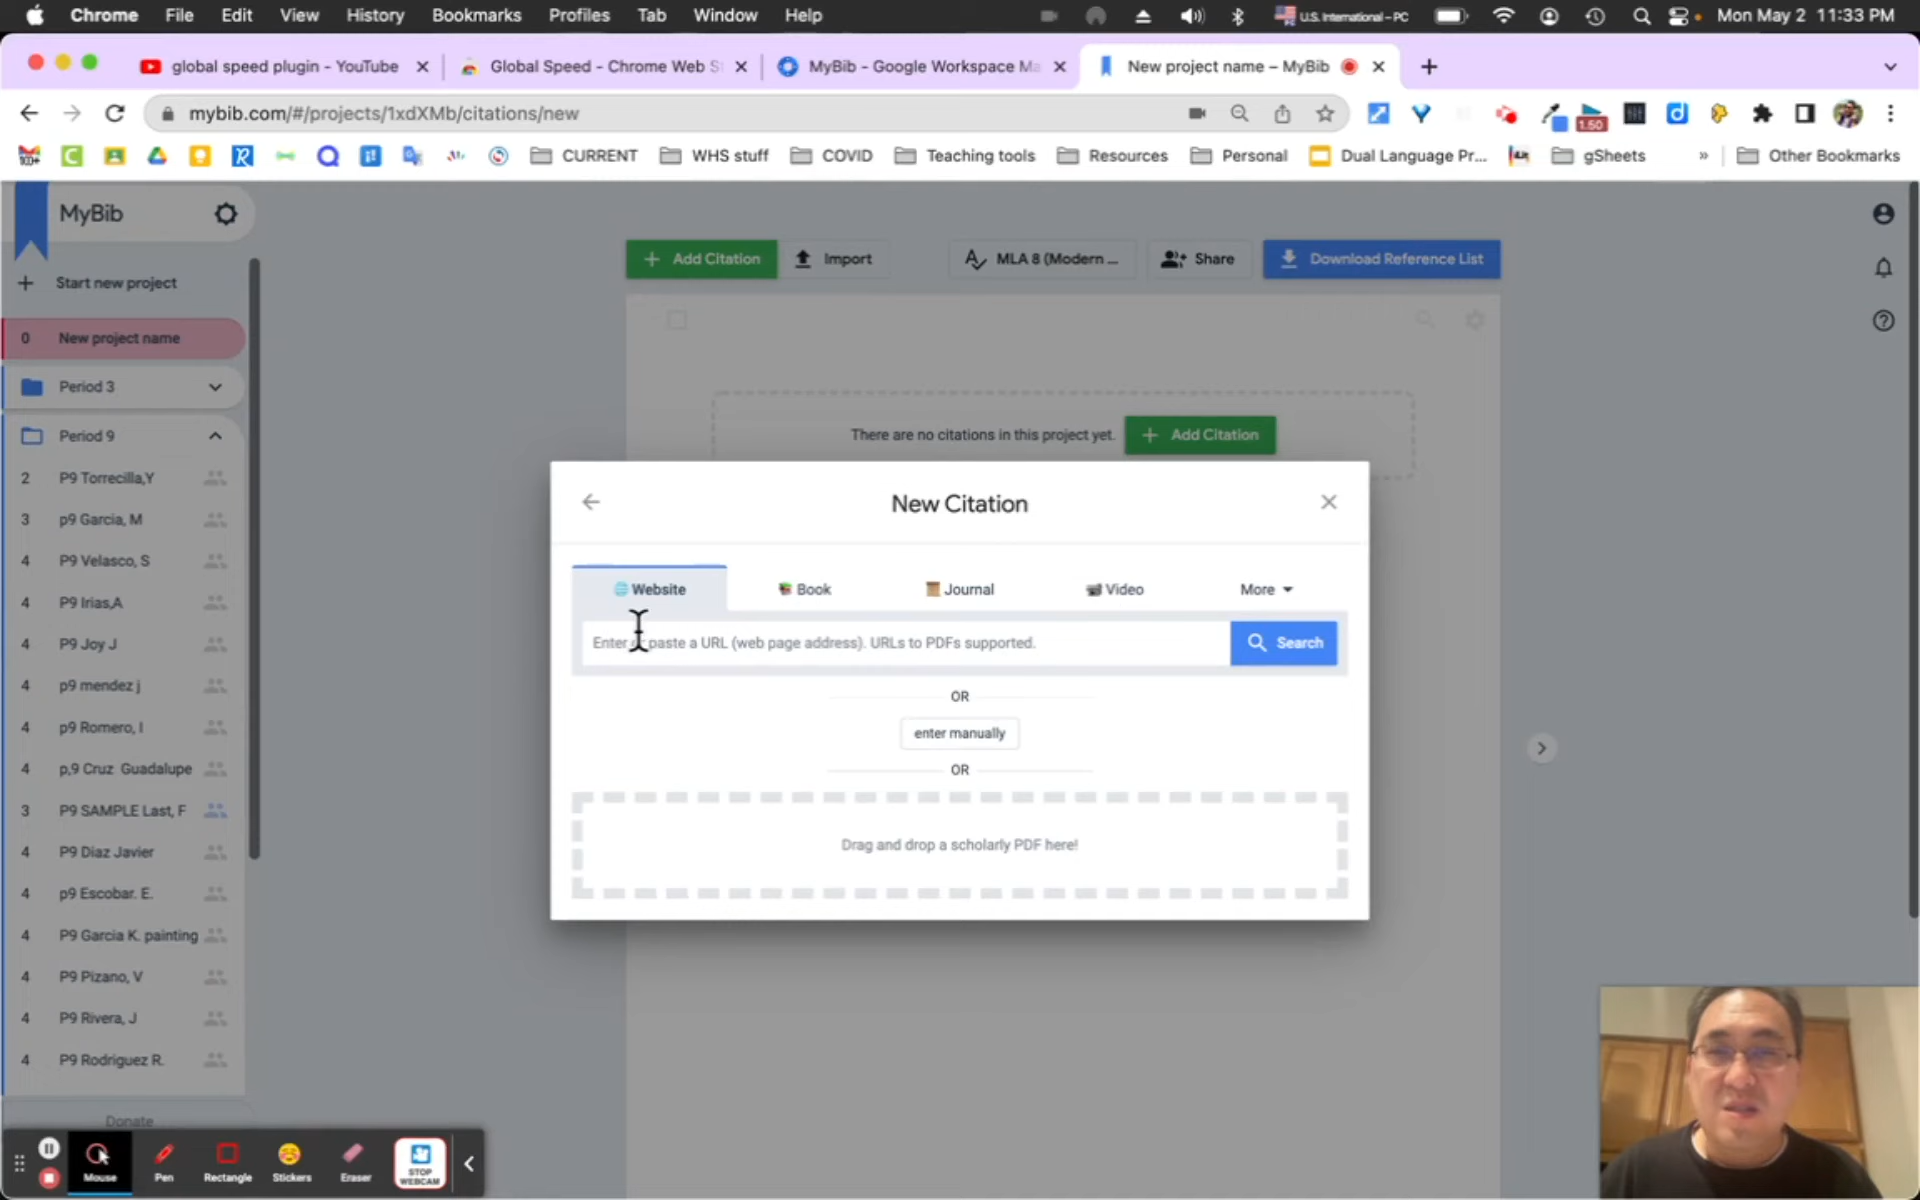 Chrome File Edit View History Bookmarks Profiles Tab Window Help U.S. International – PC Mon May 2 11:33 PM
global speed plugin - YouTube Global Speed - Chrome Web S MyBib - Google Workspace Ma New project name – MyBib
mybib.com/#/projects/1xdXMb/citations/new 1.50
CURRENT WHS stuff COVID Teaching tools Resources Personal Dual Language Pr... gSheets » Other Bookmarks
MyBib
+ Add Citation Import MLA 8 (Modern ... Share Download Reference List
+ Start new project
0 New project name
Period 3
Period 9
There are no citations in this project yet. + Add Citation
2 P9 Torrecilla,Y
3 p9 Garcia, M
4 P9 Velasco, S
4 P9 Irias,A
4 P9 Joy J
4 p9 mendez j
4 p9 Romero, I
4 p,9 Cruz Guadalupe
3 P9 SAMPLE Last, F
4 P9 Diaz Javier
4 p9 Escobar. E.
4 P9 Garcia K. painting
4 P9 Pizano, V
4 P9 Rivera, J
4 P9 Rodriguez R.
Donate
New Citation
Website Book Journal Video More
Enter or paste a URL (web page address). URLs to PDFs supported. Search
OR
enter manually
OR
Drag and drop a scholarly PDF here!
Mouse Pen Rectangle Stickers Eraser STOP WEBCAM